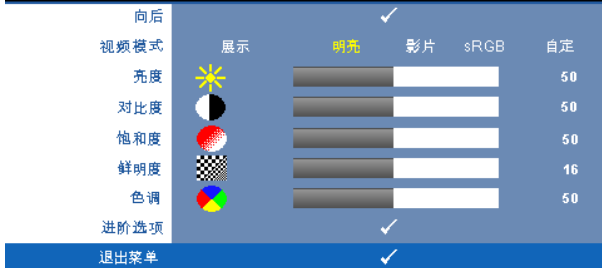 向后
视频模式 展示 明亮 影片 sRGB 自定
亮度 50
对比度 50
饱和度 50
鲜明度 16
色调 50
进阶选项
退出菜单